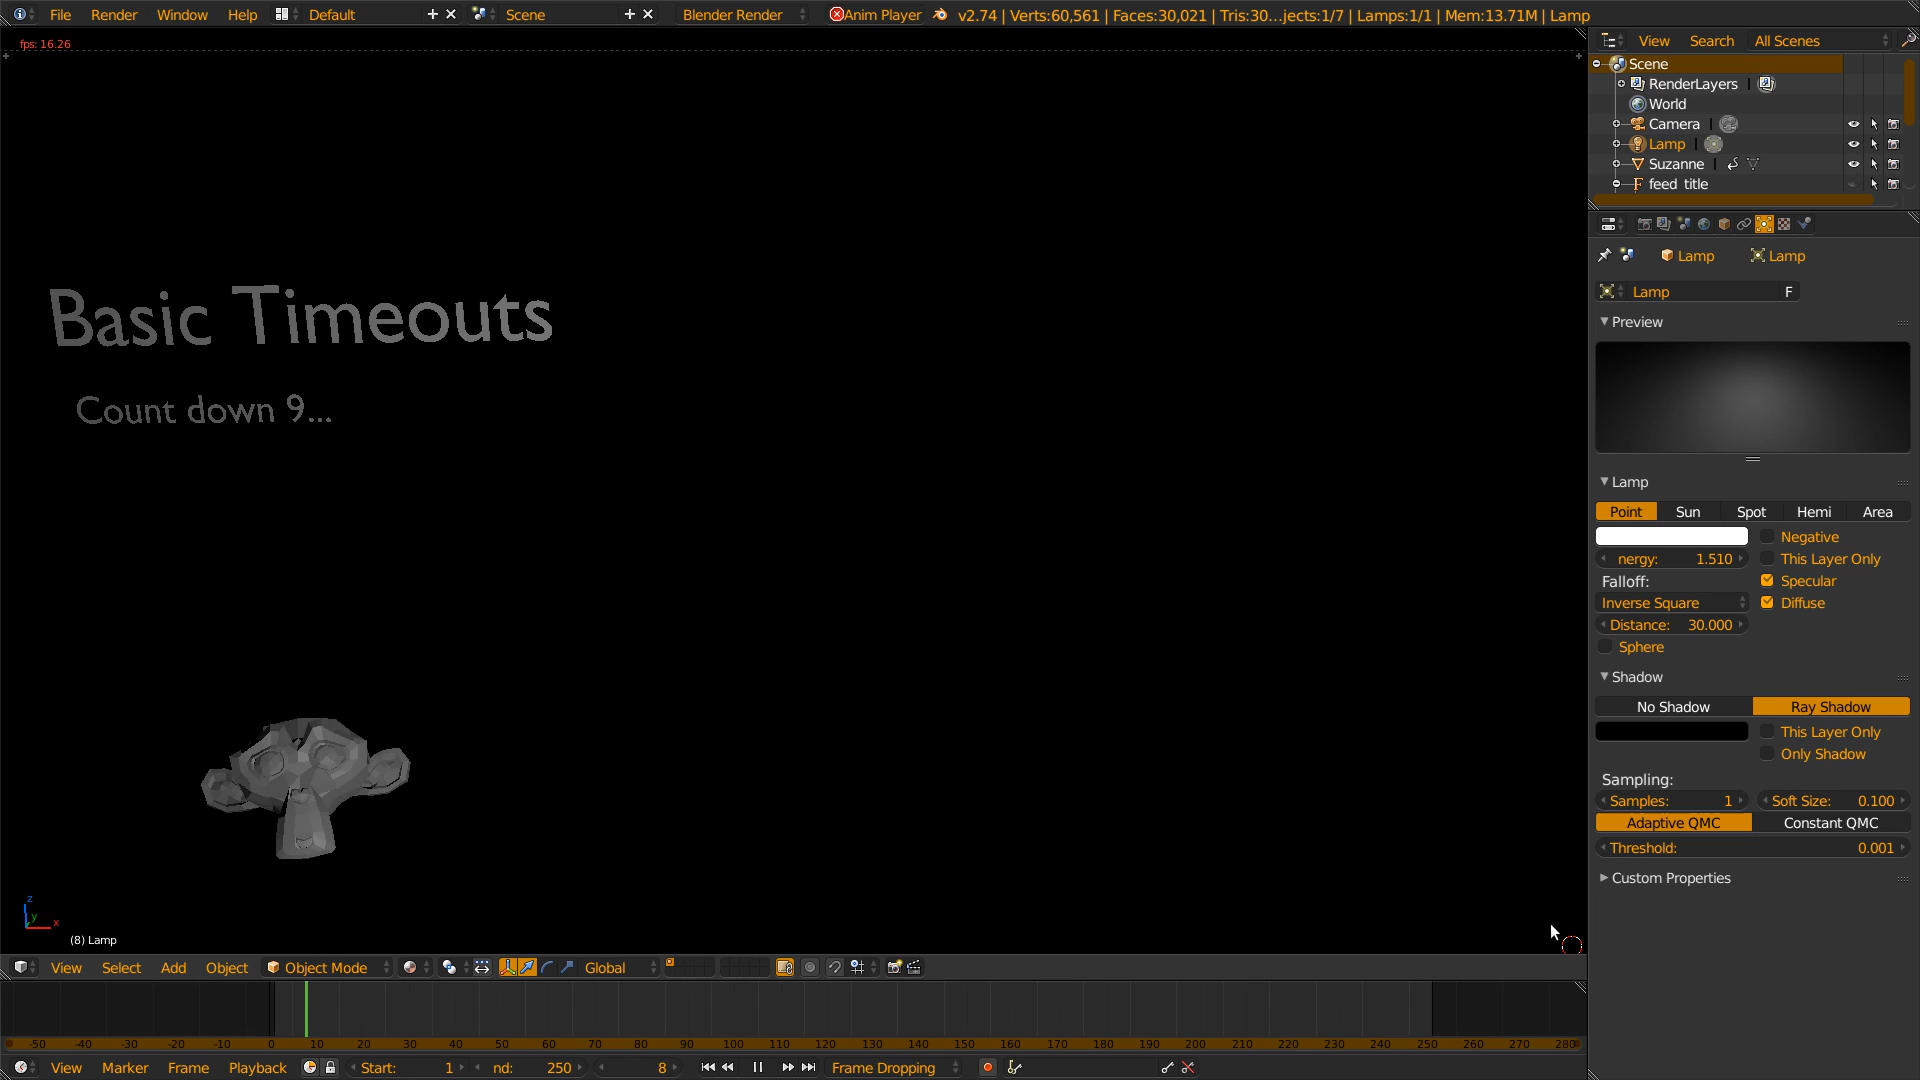 File Render Window Help Default Scene Blender Render Anim Player v2.74 | Verts:60,561 | Faces:30,021 | Tris:30...jects:1/7 | Lamps:1/1 | Mem:13.71M | Lamp
fps: 16.26
View Search All Scenes
Scene
RenderLayers
World
Camera
Lamp
Suzanne
feed title
Lamp Lamp
Lamp F
Preview
Basic Timeouts
Count down 9...
Lamp
Point Sun Spot Hemi Area
Negative
nergy: 1.510 This Layer Only
Falloff: Specular
Inverse Square Diffuse
Distance: 30.000
Sphere
Shadow
No Shadow Ray Shadow
This Layer Only
Only Shadow
Sampling:
Samples: 1 Soft Size: 0.100
Adaptive QMC Constant QMC
Threshold: 0.001
Custom Properties
z
y x
(8) Lamp
View Select Add Object Object Mode Global
-50 -40 -30 -20 -10 0 10 20 30 40 50 60 70 80 90 100 110 120 130 140 150 160 170 180 190 200 210 220 230 240 250 260 270 280
View Marker Frame Playback Start: 1 nd: 250 8 Frame Dropping